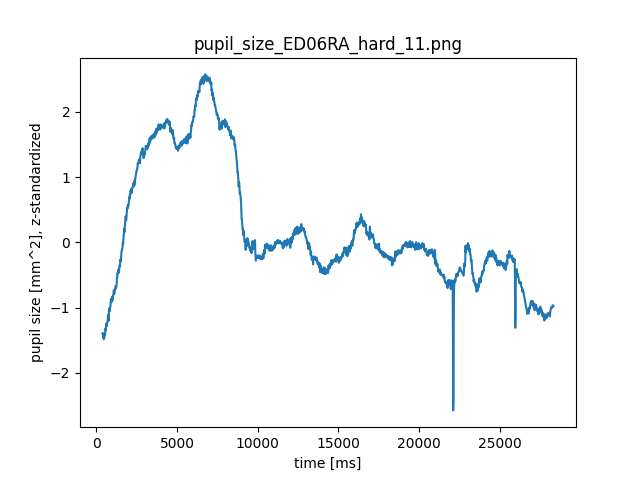 pupil_size_ED06RA_hard_11.png
pupil size [mm^2], z-standardized
2
1
0
−1
−2
0 5000 10000 15000 20000 25000
time [ms]